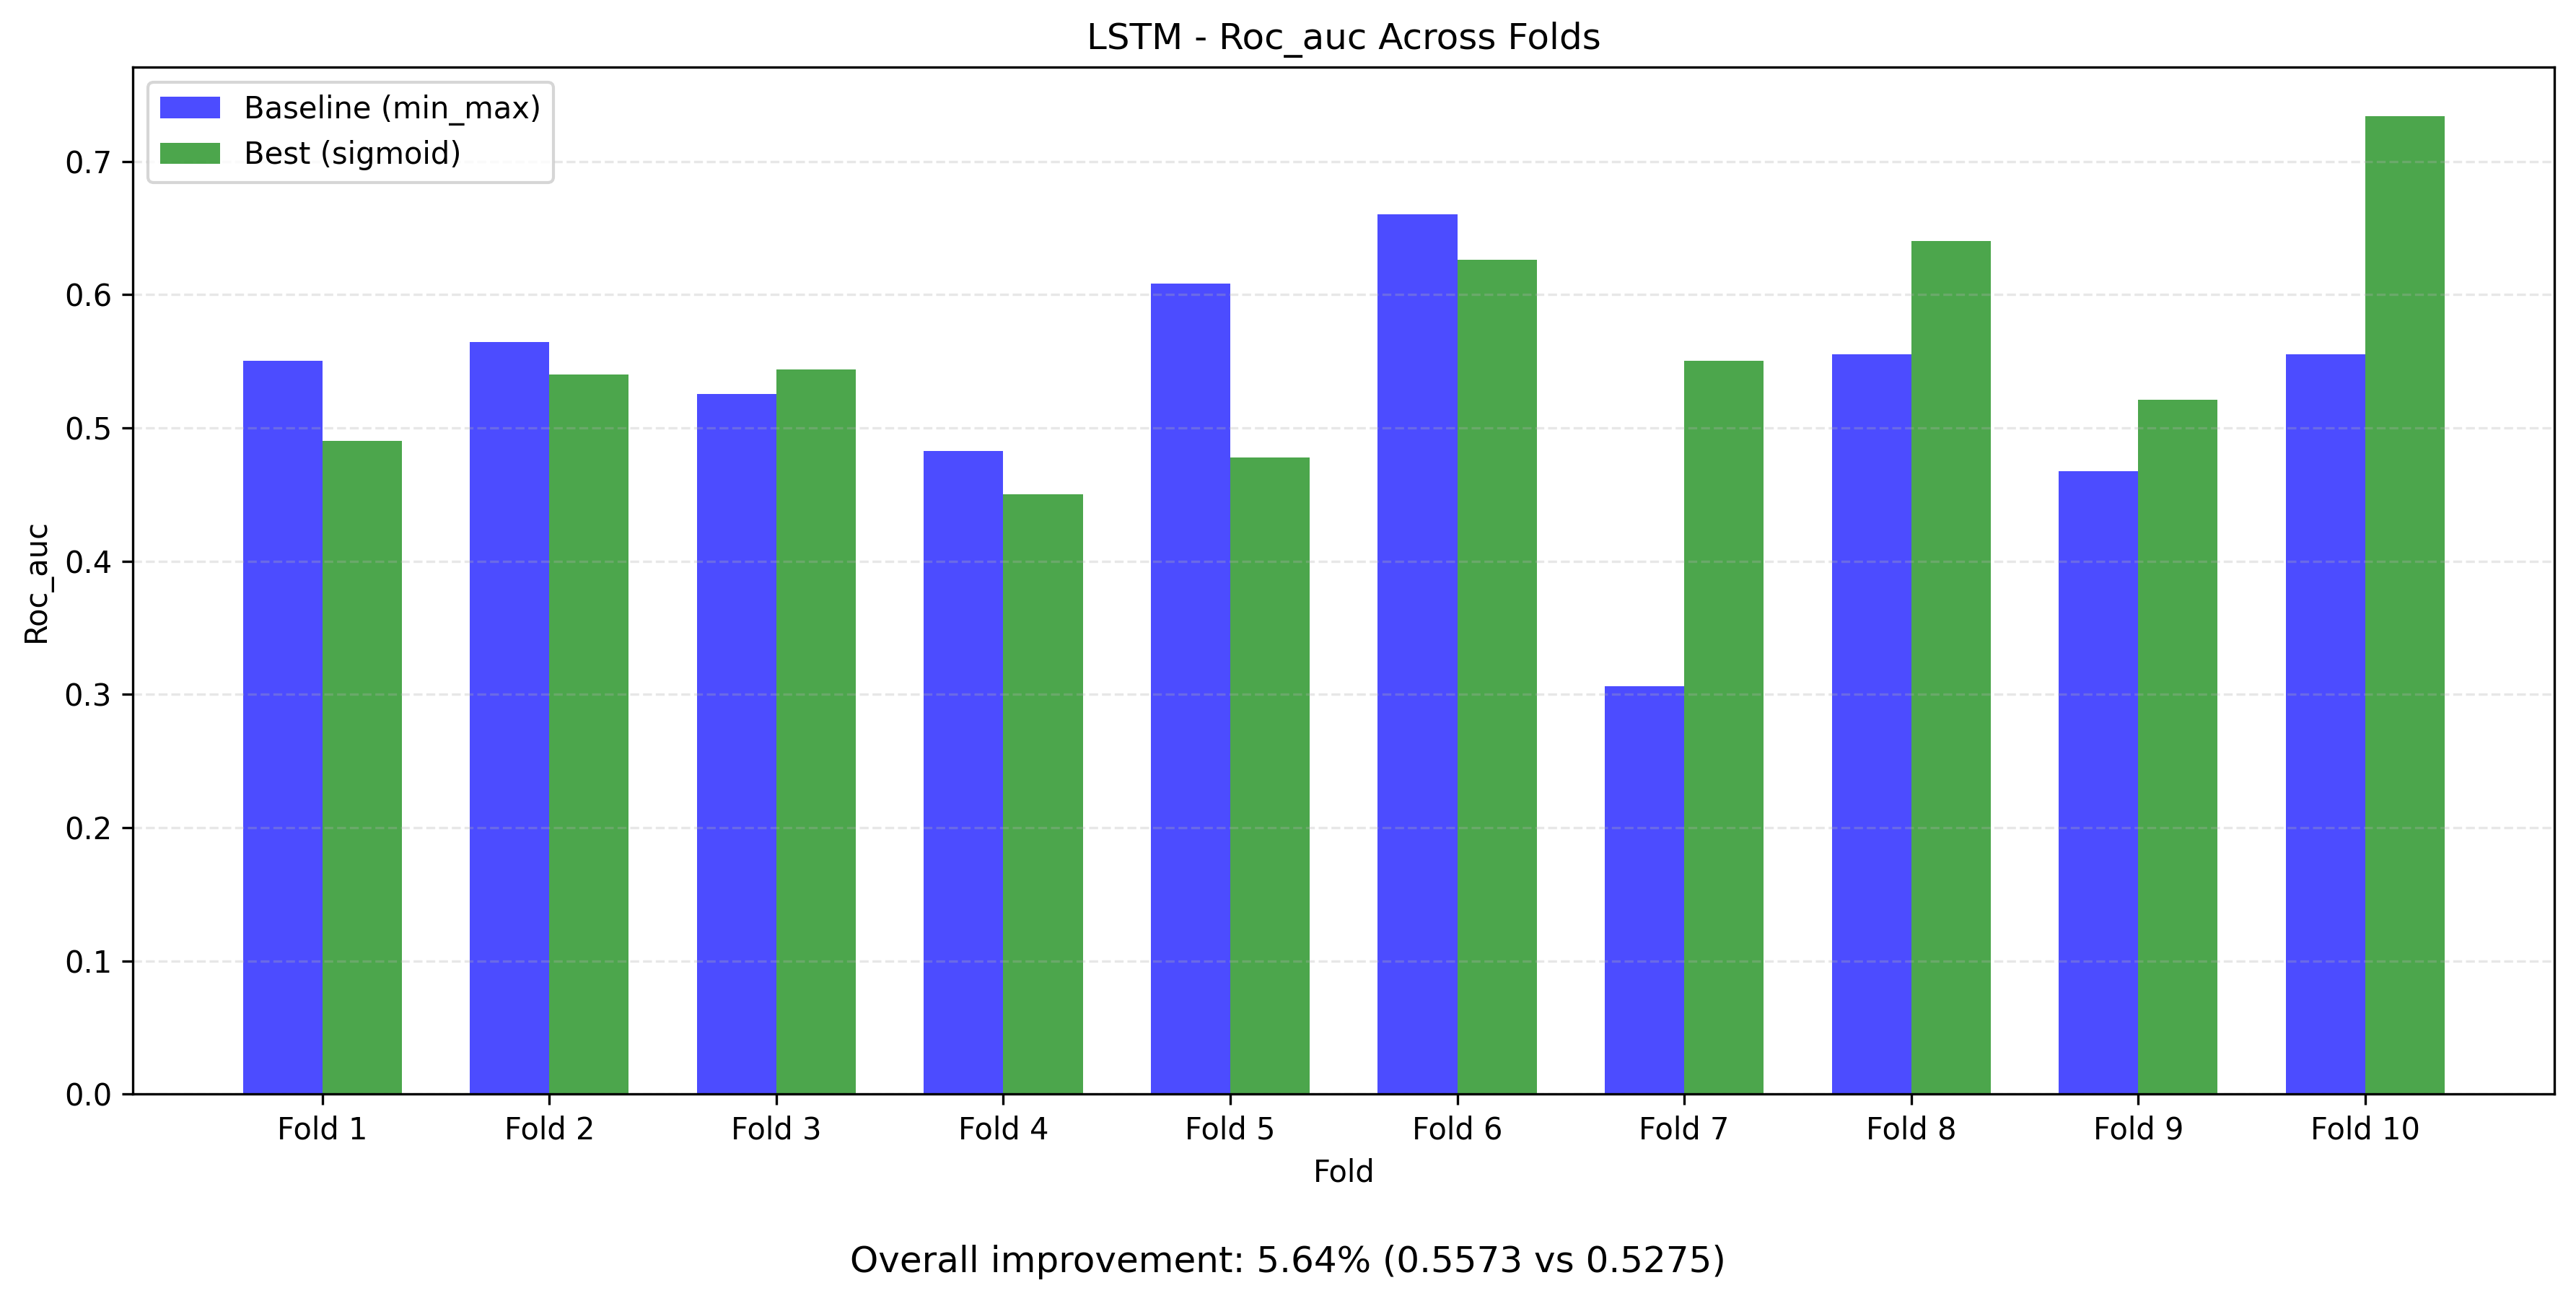 LSTM - Roc_auc Across Folds
Baseline (min_max)
Best (sigmoid)
Roc_auc
0.7
0.6
0.5
0.4
0.3
0.2
0.1
0.0
Fold 1 Fold 2 Fold 3 Fold 4 Fold 5 Fold 6 Fold 7 Fold 8 Fold 9 Fold 10
Fold
Overall improvement: 5.64% (0.5573 vs 0.5275)